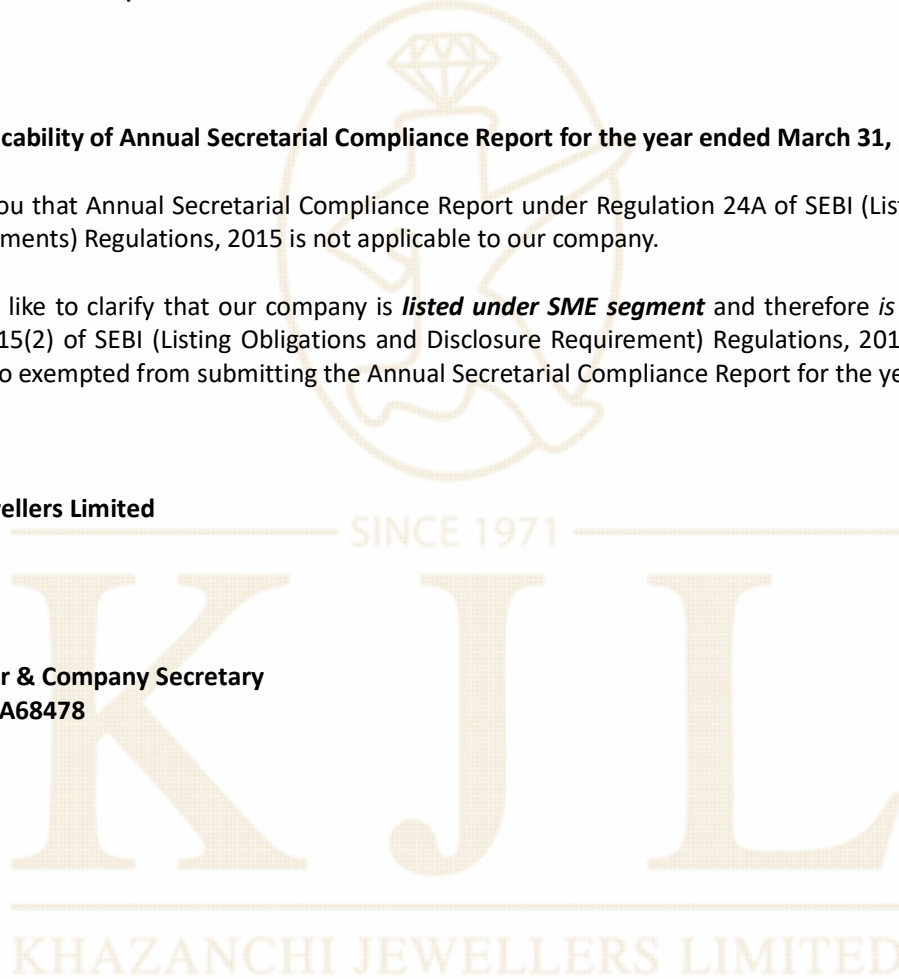 cability of Annual Secretarial Compliance Report for the year ended March 31,
ou that Annual Secretarial Compliance Report under Regulation 24A of SEBI (Lis
ments) Regulations, 2015 is not applicable to our company.
like to clarify that our company is listed under SME segment and therefore is
15(2) of SEBI (Listing Obligations and Disclosure Requirement) Regulations, 201
o exempted from submitting the Annual Secretarial Compliance Report for the ye
ellers Limited
SINCE 1971
r & Company Secretary
A68478
KJL
KHAZANCHI JEWELLERS LIMITED